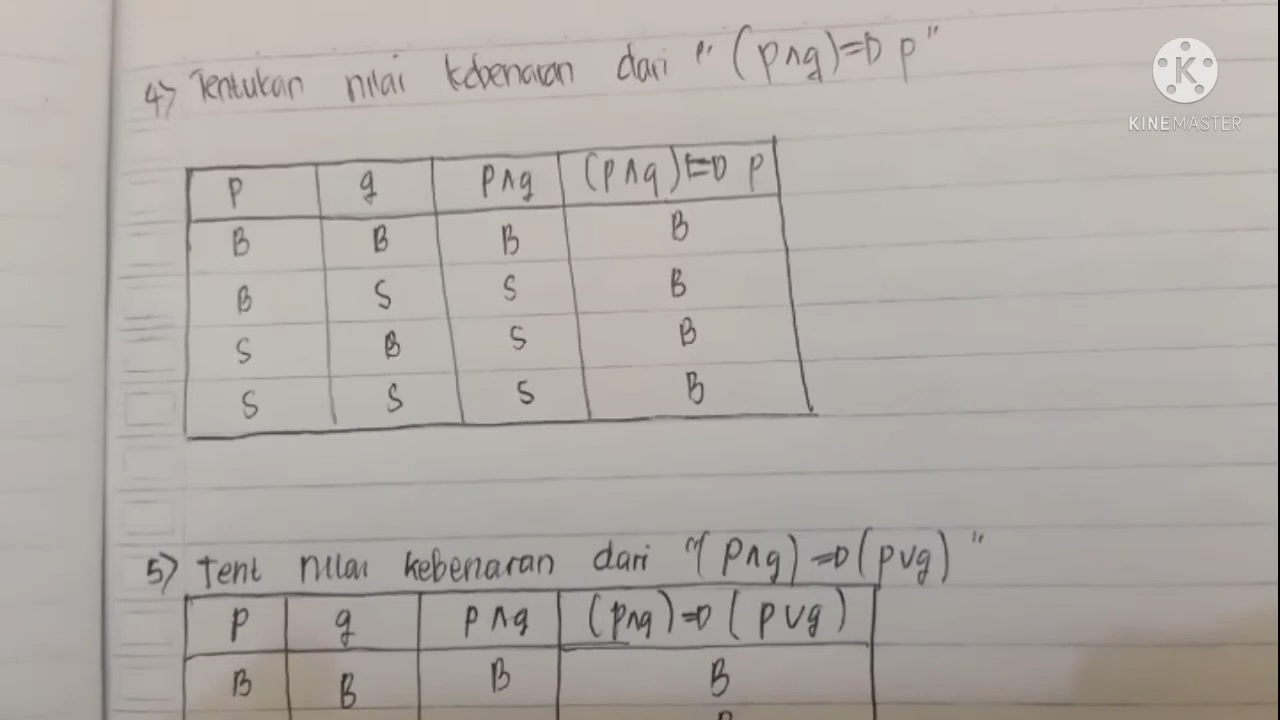 4) Tentukan nilai kebenaran dari "(p∧q) ⇒ p"
KINEMASTER
p q p∧q (p∧q) ⇒ p
B B B B
B S S B
S B S B
S S S B
5) Tent nilai kebenaran dari "(p∧q) ⇒ (p∨q)"
p q p∧q (p∧q) ⇒ (p∨q)
B B B B